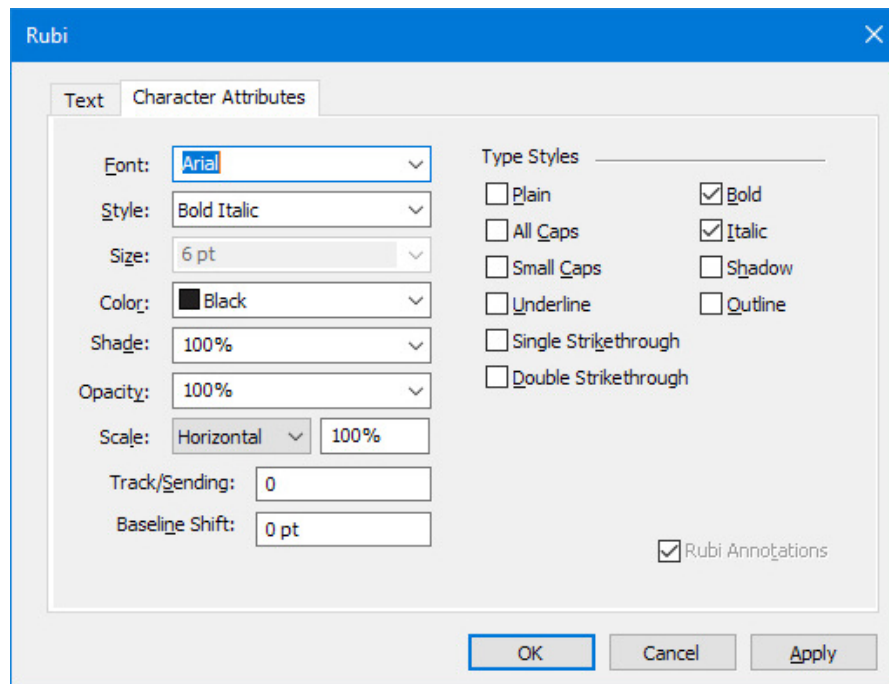 Rubi
Text
Character Attributes
Font:
Arial
Style:
Bold Italic
Size:
6 pt
Color:
Black
Shade:
100%
Opacity:
100%
Scale:
Horizontal
100%
Track/Sending:
0
Baseline Shift:
0 pt
Type Styles
Plain
Bold
All Caps
Italic
Small Caps
Shadow
Underline
Outline
Single Strikethrough
Double Strikethrough
Rubi Annotations
OK
Cancel
Apply